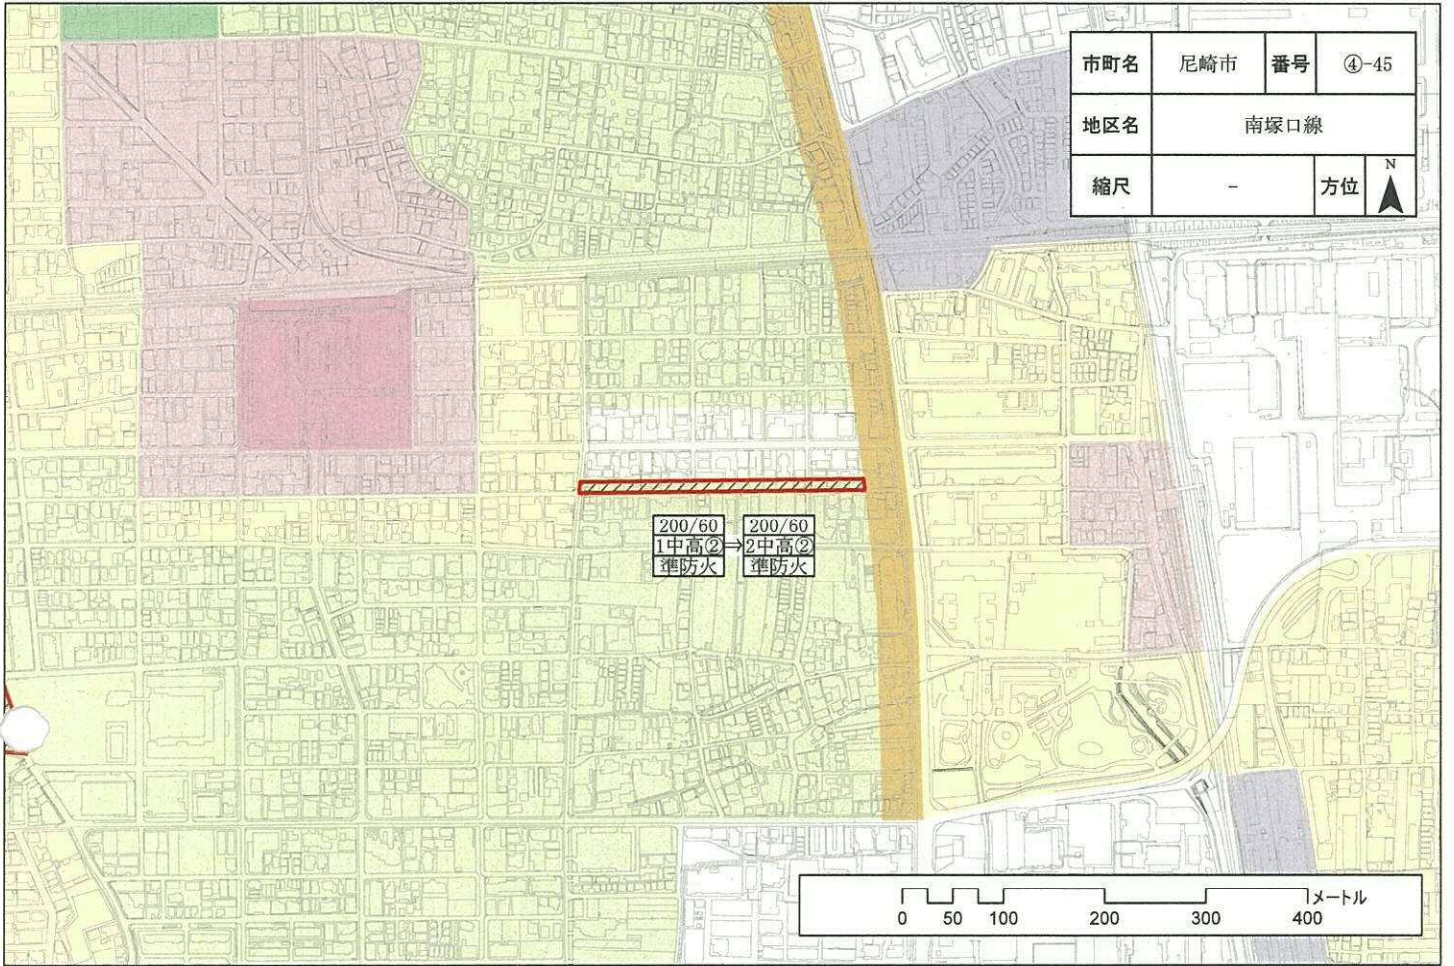 市町名 尼崎市 番号 ④-45
地区名 南塚口線
縮尺 - 方位 N
200/60 200/60
1中高② ⇒ 2中高②
準防火 準防火
メートル
0 50 100 200 300 400